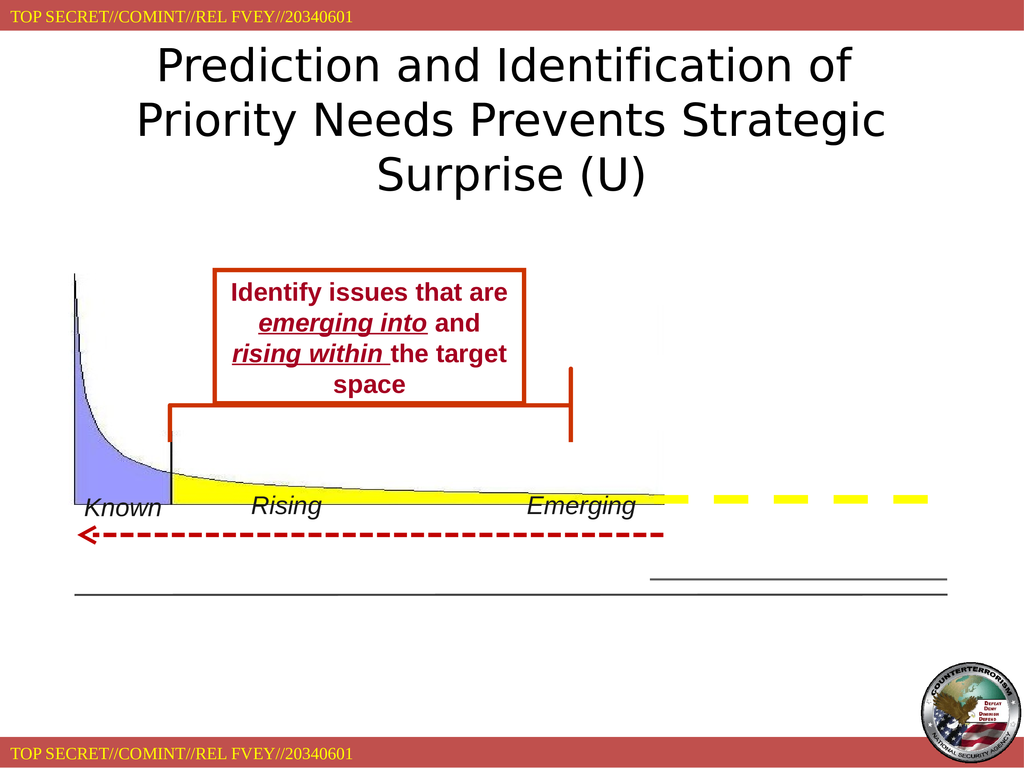 TOP SECRET//COMINT//REL FVEY//20340601
Prediction and Identification of
Priority Needs Prevents Strategic
Surprise (U)
Identify issues that are
emerging into and
rising within the target
space
Known
Rising
Emerging
COUNTERTERRORISM
DEFEAT
DENY
DIMINISH
DEFEND
NATIONAL SECURITY AGENCY
TOP SECRET//COMINT//REL FVEY//20340601